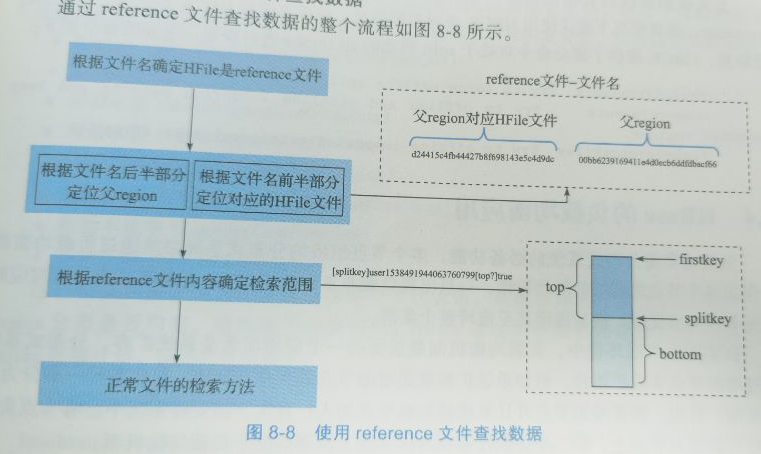 查找数据
通过 reference 文件查找数据的整个流程如图 8-8 所示。
根据文件名确定HFile是reference文件
reference文件–文件名
父region对应HFile文件
父region
d24415c4fb44427b8f698143e5c4d9dc
00bb6239169411e4d0ecb6ddfdbacf66
根据文件名后半部分
定位父region
根据文件名前半部分
定位对应的HFile文件
根据reference文件内容确定检索范围
[splitkey]user1538491944063760799[top?]true
firstkey
top
splitkey
bottom
正常文件的检索方法
图 8-8 使用 reference 文件查找数据